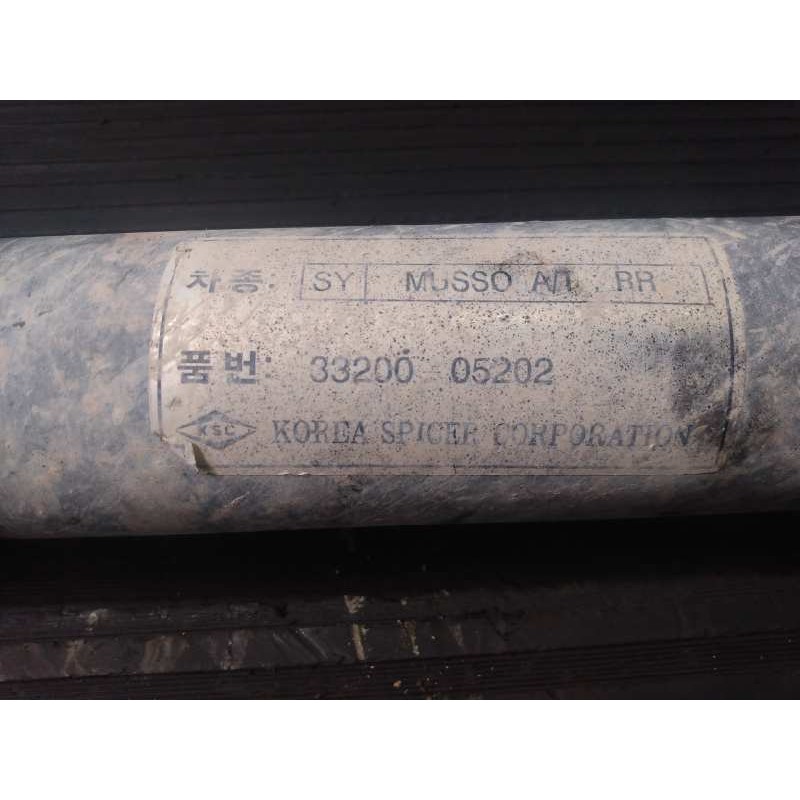 차종: SY MUSSO A/T RR
품번: 33200 05202
KSC KOREA SPICER CORPORATION